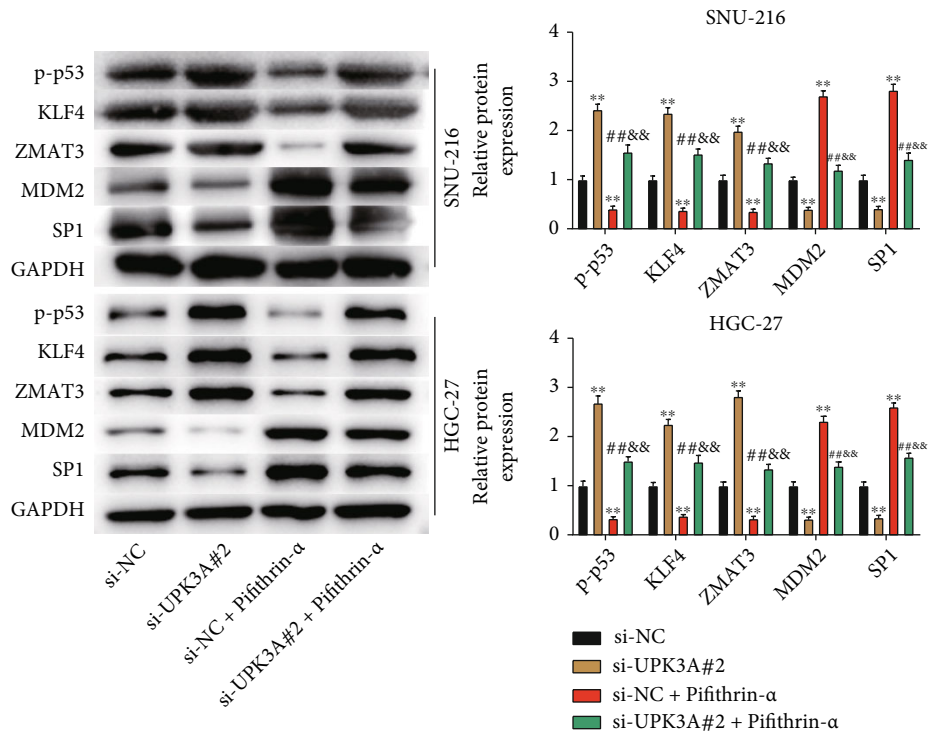 p-p53
KLF4
ZMAT3
MDM2
SP1
GAPDH
SNU-216
p-p53
KLF4
ZMAT3
MDM2
SP1
GAPDH
HGC-27
si-NC
si-UPK3A#2
si-NC + Pifithrin-α
si-UPK3A#2 + Pifithrin-α
SNU-216
Relative protein
expression
4
3
2
1
0
** ** ** ** **
##&& ##&& ##&& ##&& ##&&
** ** ** ** **
p-p53
KLF4
ZMAT3
MDM2
SP1
HGC-27
Relative protein
expression
4
3
2
1
0
** ** ** ** **
##&& ##&& ##&& ##&& ##&&
** ** ** ** **
p-p53
KLF4
ZMAT3
MDM2
SP1
si-NC
si-UPK3A#2
si-NC + Pifithrin-α
si-UPK3A#2 + Pifithrin-α